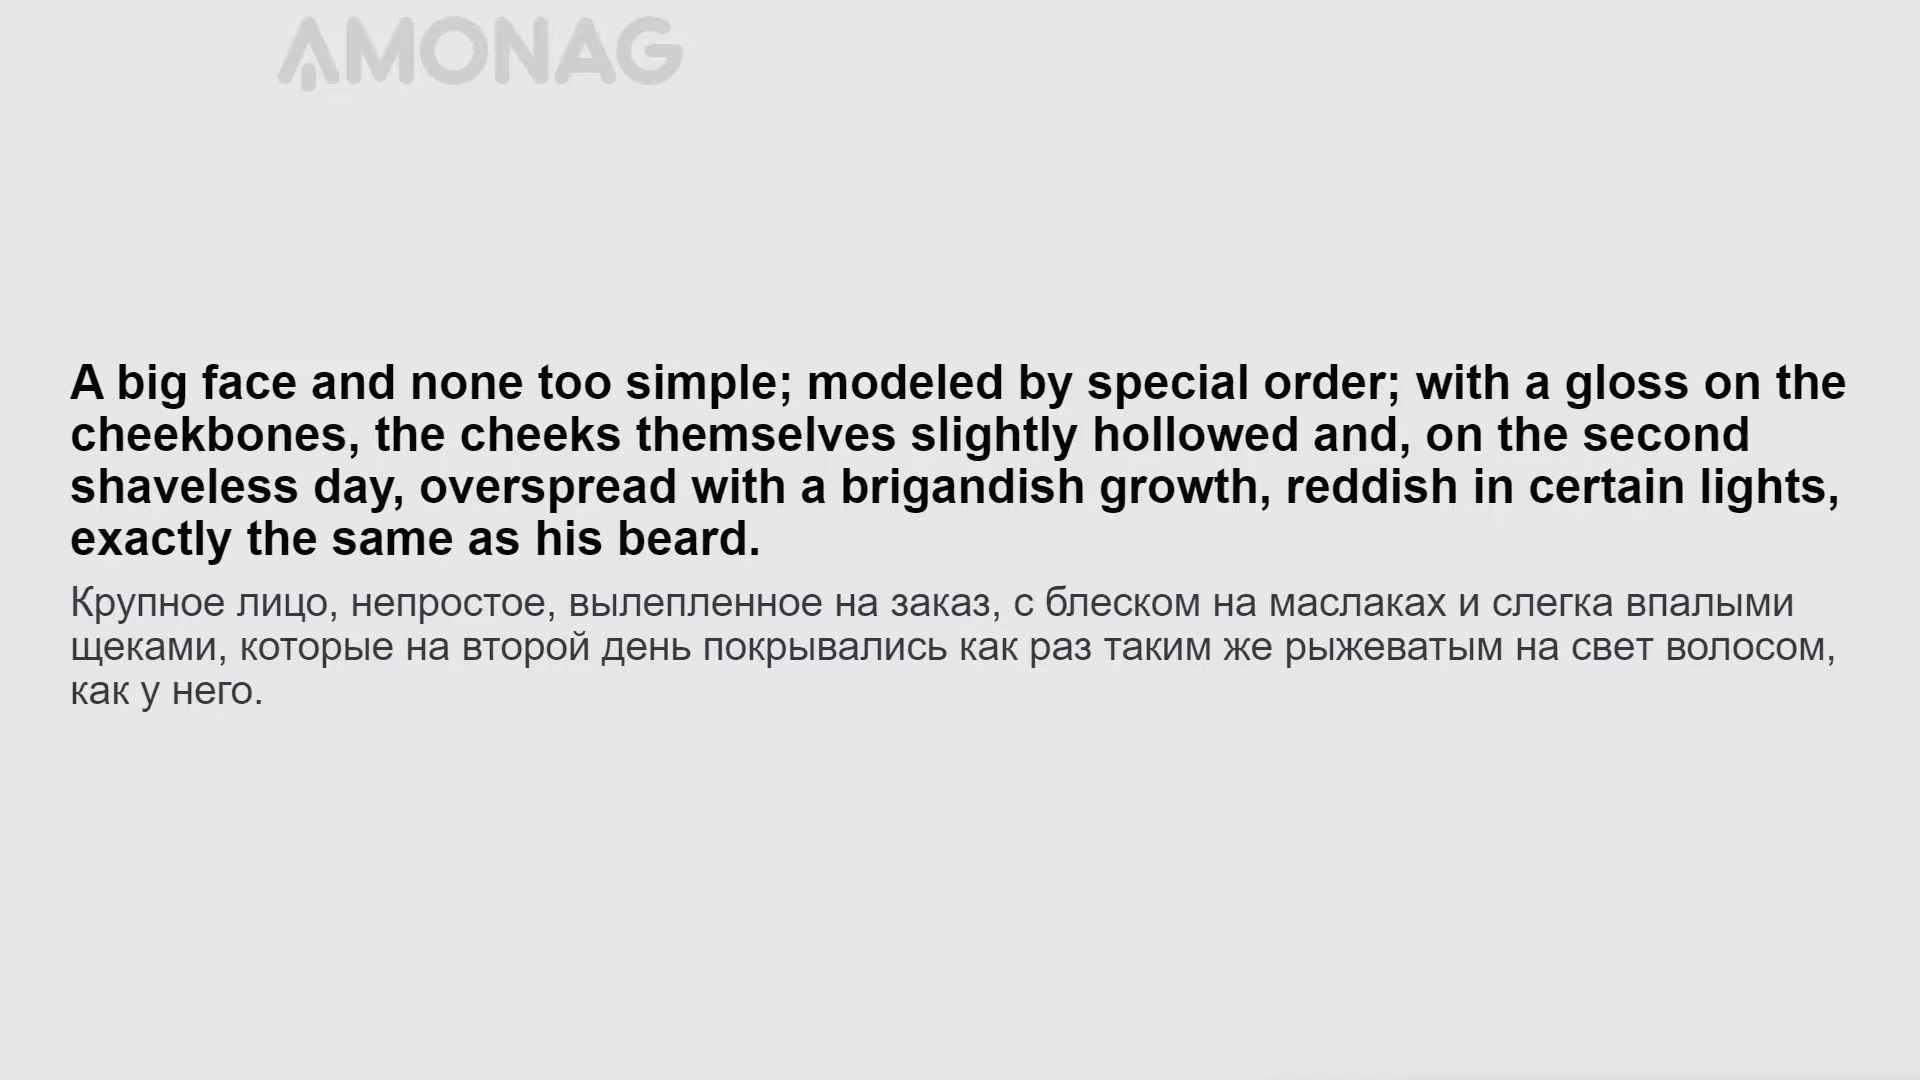 AMONAG
A big face and none too simple; modeled by special order; with a gloss on the
cheekbones, the cheeks themselves slightly hollowed and, on the second
shaveless day, overspread with a brigandish growth, reddish in certain lights,
exactly the same as his beard.
Крупное лицо, непростое, вылепленное на заказ, с блеском на маслаках и слегка впалыми
щеками, которые на второй день покрывались как раз таким же рыжеватым на свет волосом,
как у него.